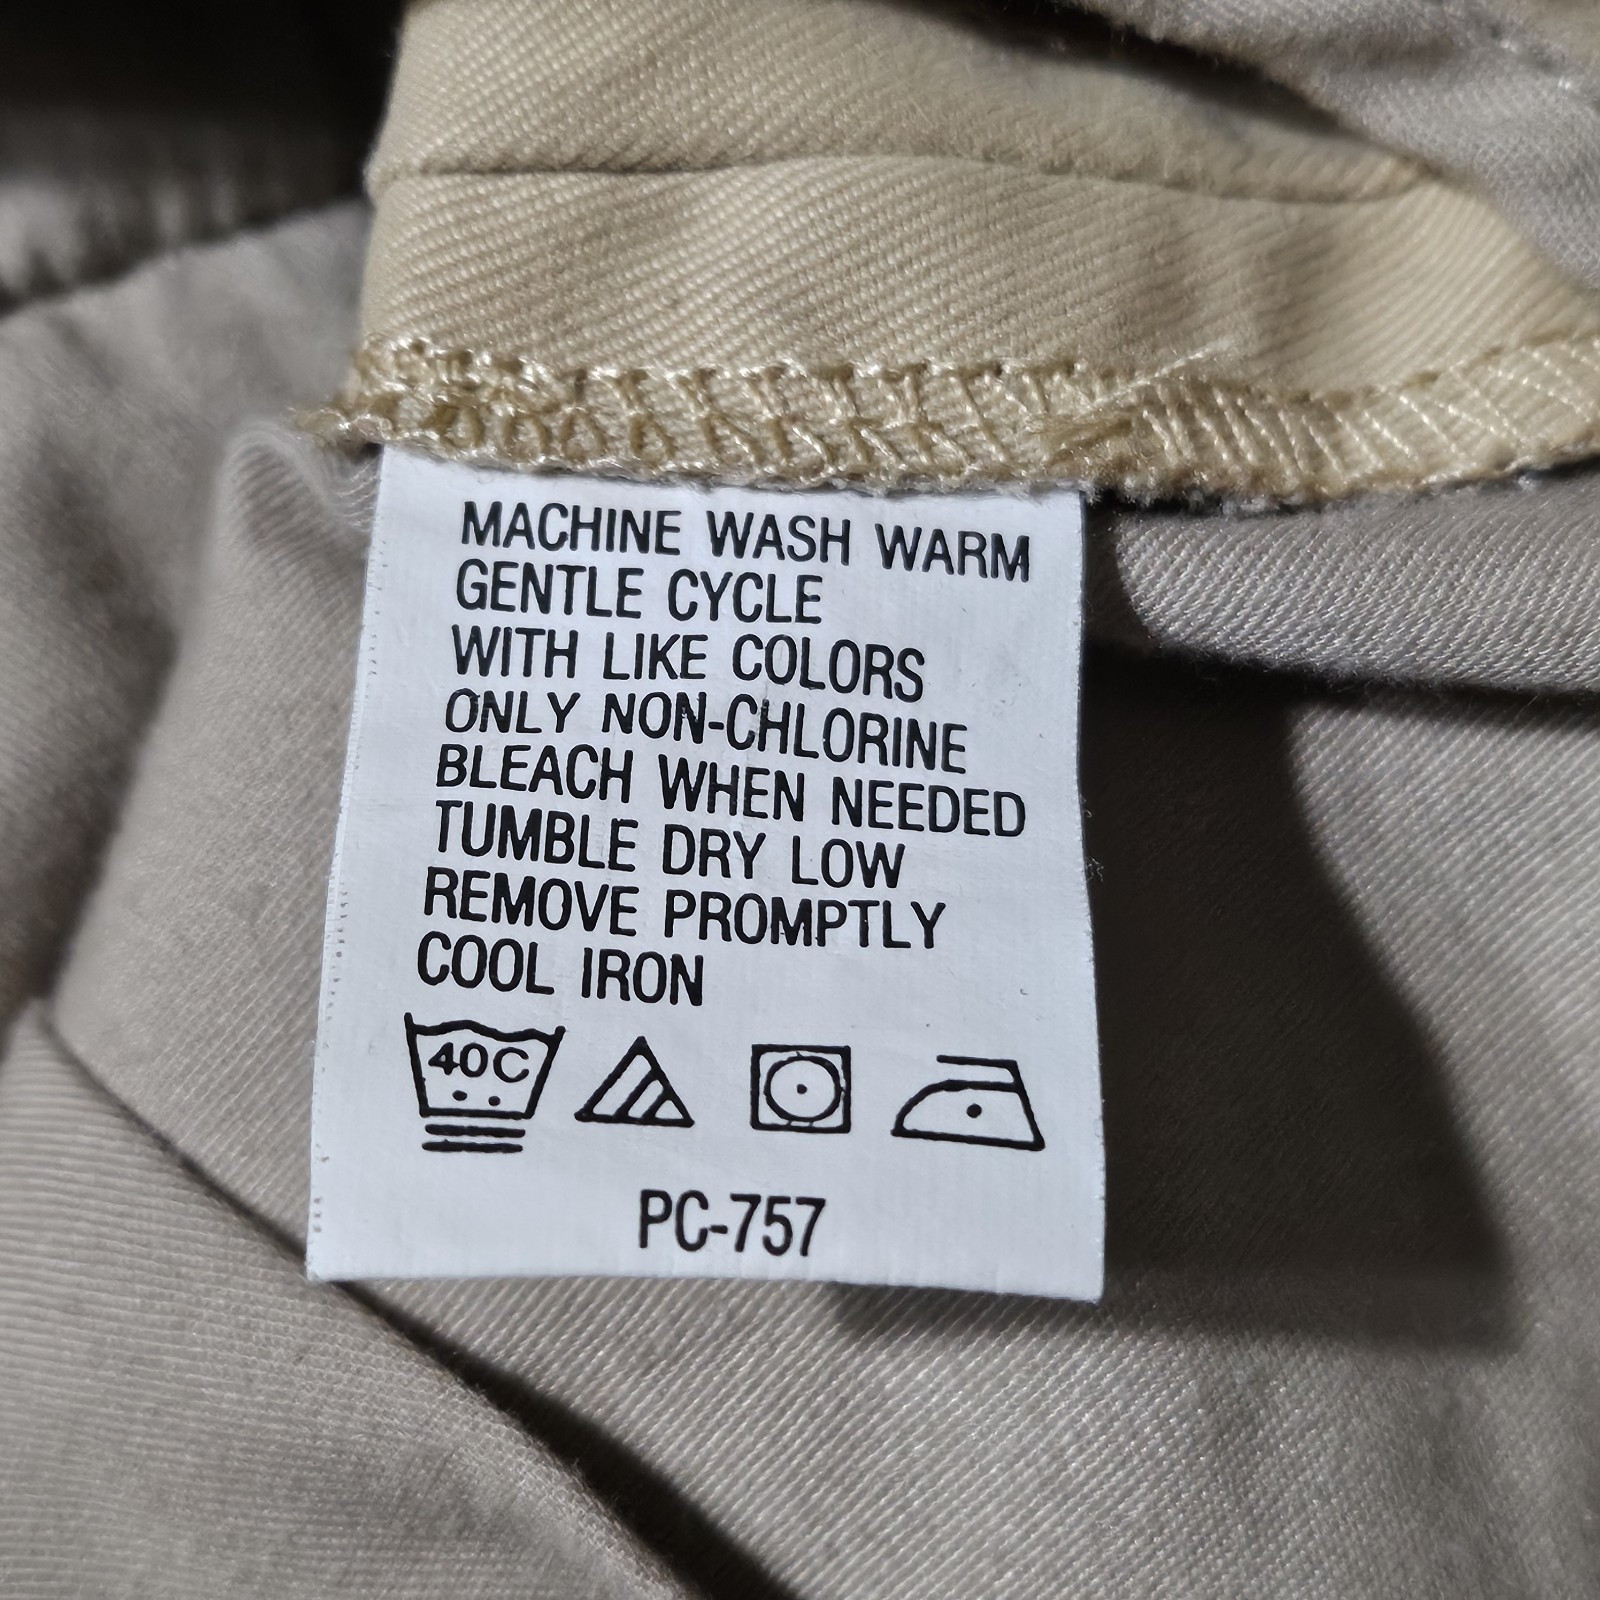 MACHINE WASH WARM
GENTLE CYCLE
WITH LIKE COLORS
ONLY NON-CHLORINE
BLEACH WHEN NEEDED
TUMBLE DRY LOW
REMOVE PROMPTLY
COOL IRON
40C
PC-757